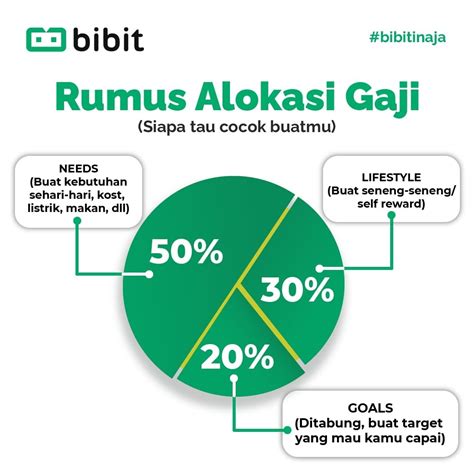 bibit
#bibitinaja
Rumus Alokasi Gaji
(Siapa tau cocok buatmu)
NEEDS
(Buat kebutuhan
sehari-hari, kost,
listrik, makan, dll)
LIFESTYLE
(Buat seneng-seneng/
self reward)
50%
30%
20%
GOALS
(Ditabung, buat target
yang mau kamu capai)